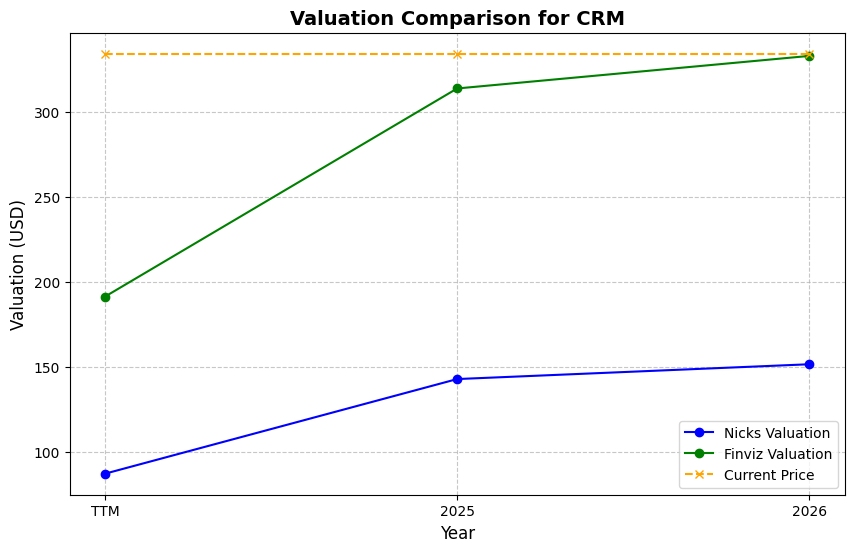 Valuation Comparison for CRM
Valuation (USD)
300
250
200
150
100
TTM
2025
2026
Year
Nicks Valuation
Finviz Valuation
Current Price